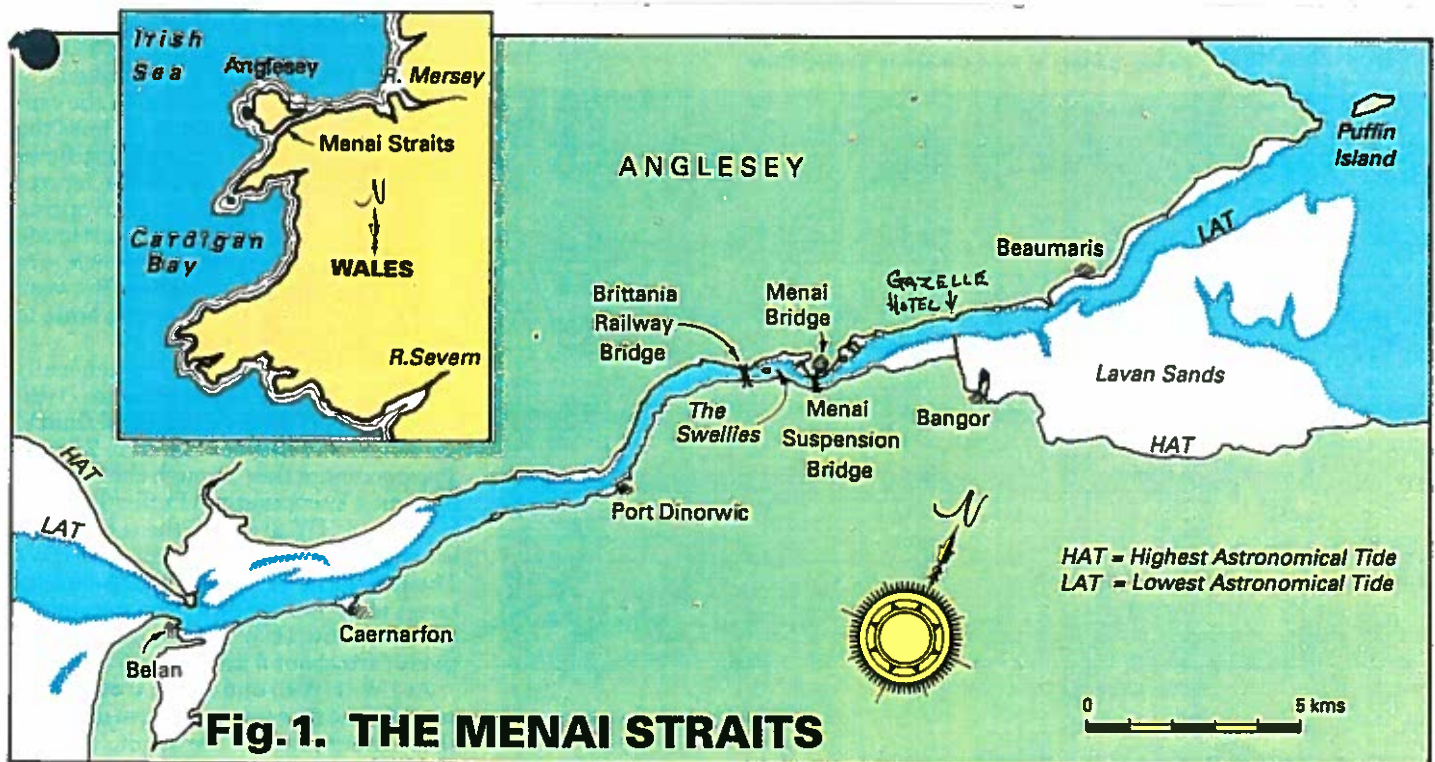 Irish
Sea
Anglesey
R. Mersey
Menai Straits
N
Cardigan
Bay
WALES
R.Severn
ANGLESEY
Puffin
Island
LAT
Beaumaris
GAZELLE
HOTEL
Menai
Bridge
Brittania
Railway
Bridge
The
Swellies
Menai
Suspension
Bridge
Bangor
Lavan Sands
HAT
HAT
LAT
Port Dinorwic
N
HAT = Highest Astronomical Tide
LAT = Lowest Astronomical Tide
Caernarfon
Belan
0 5 kms
Fig.1. THE MENAI STRAITS